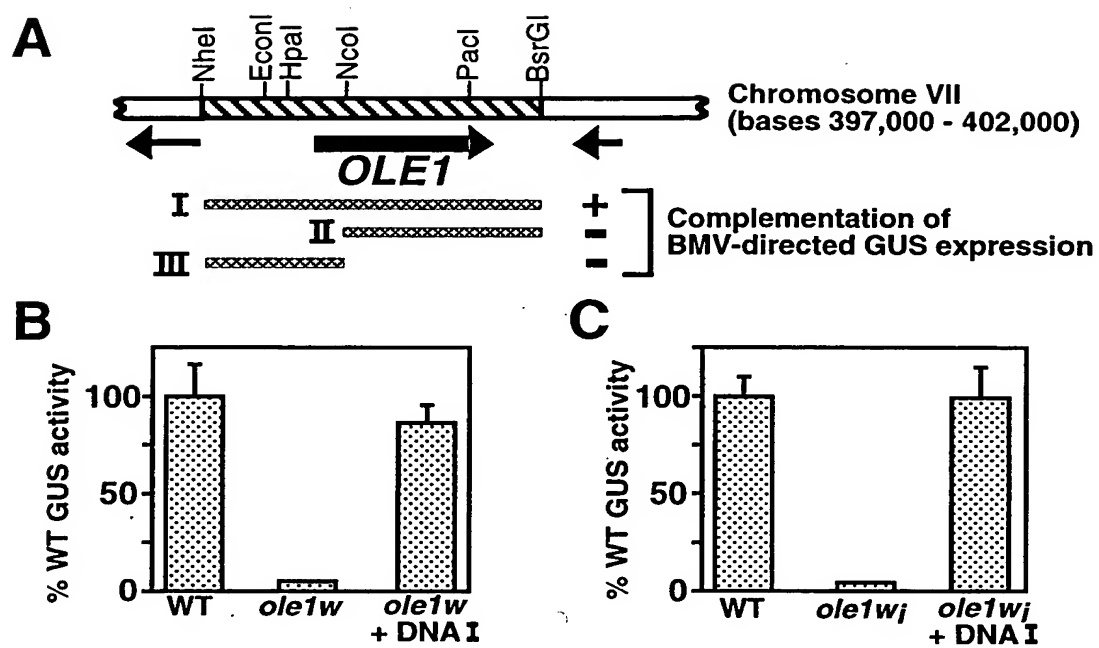 A
NheI
EconI
HpaI
NcoI
PacI
BsrGI
Chromosome VII
(bases 397,000 - 402,000)
OLE1
I
+
II
-
III
-
Complementation of
BMV-directed GUS expression
B
% WT GUS activity
100
50
0
WT
ole1w
ole1w
+ DNA I
C
% WT GUS activity
100
50
0
WT
ole1wi
ole1wi
+ DNA I